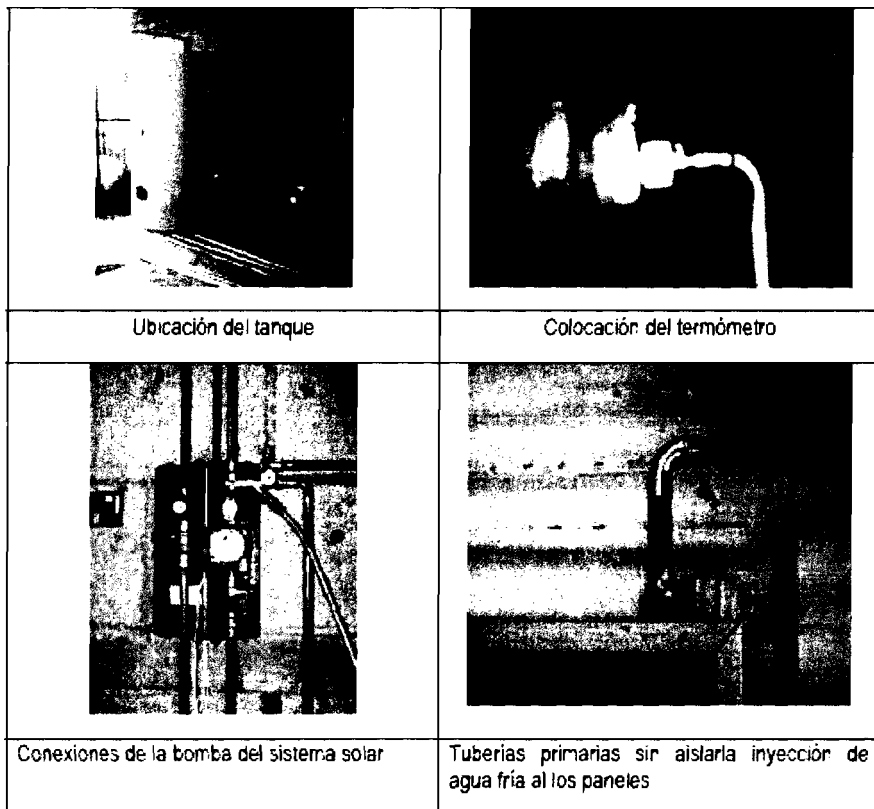 Ubicación del tanque
Colocación del termómetro
Conexiones de la bomba del sistema solar
Tuberías primarias sin aislarla inyección de
agua fría al los paneles